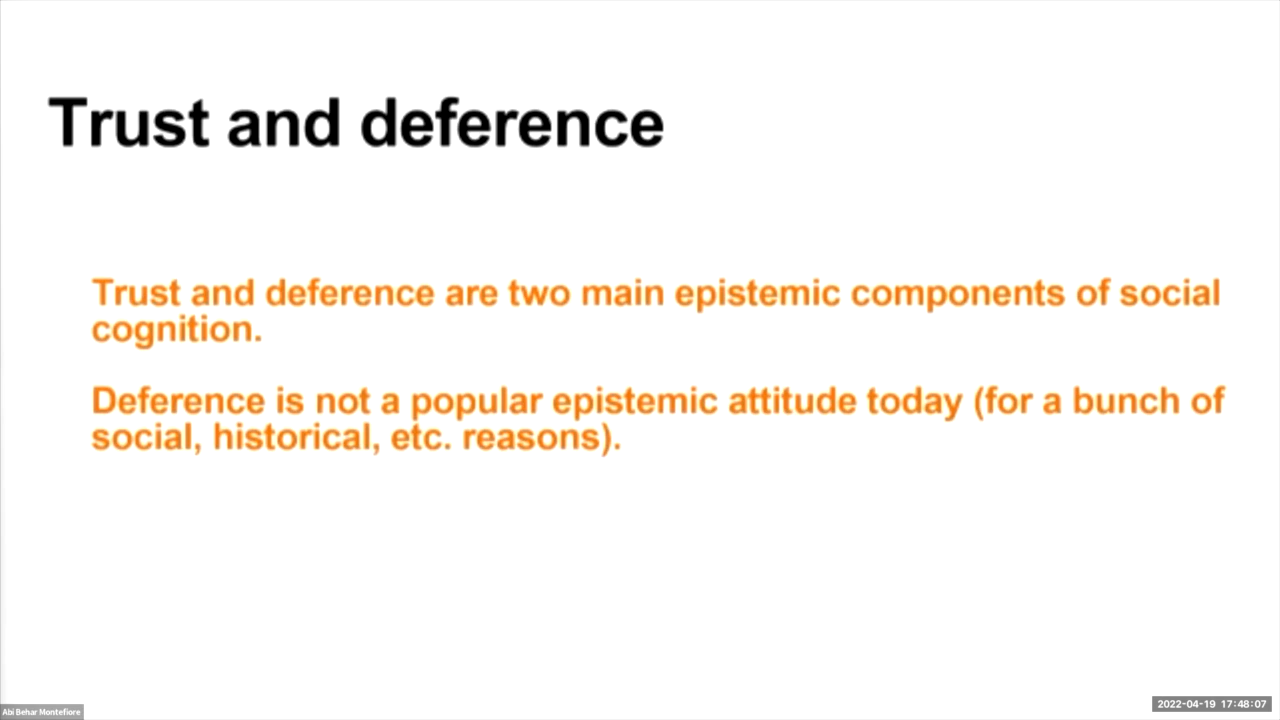 Trust and deference
Trust and deference are two main epistemic components of social
cognition.
Deference is not a popular epistemic attitude today (for a bunch of
social, historical, etc. reasons).
Abi Behar Montefiore
2022-04-19 17:48:07